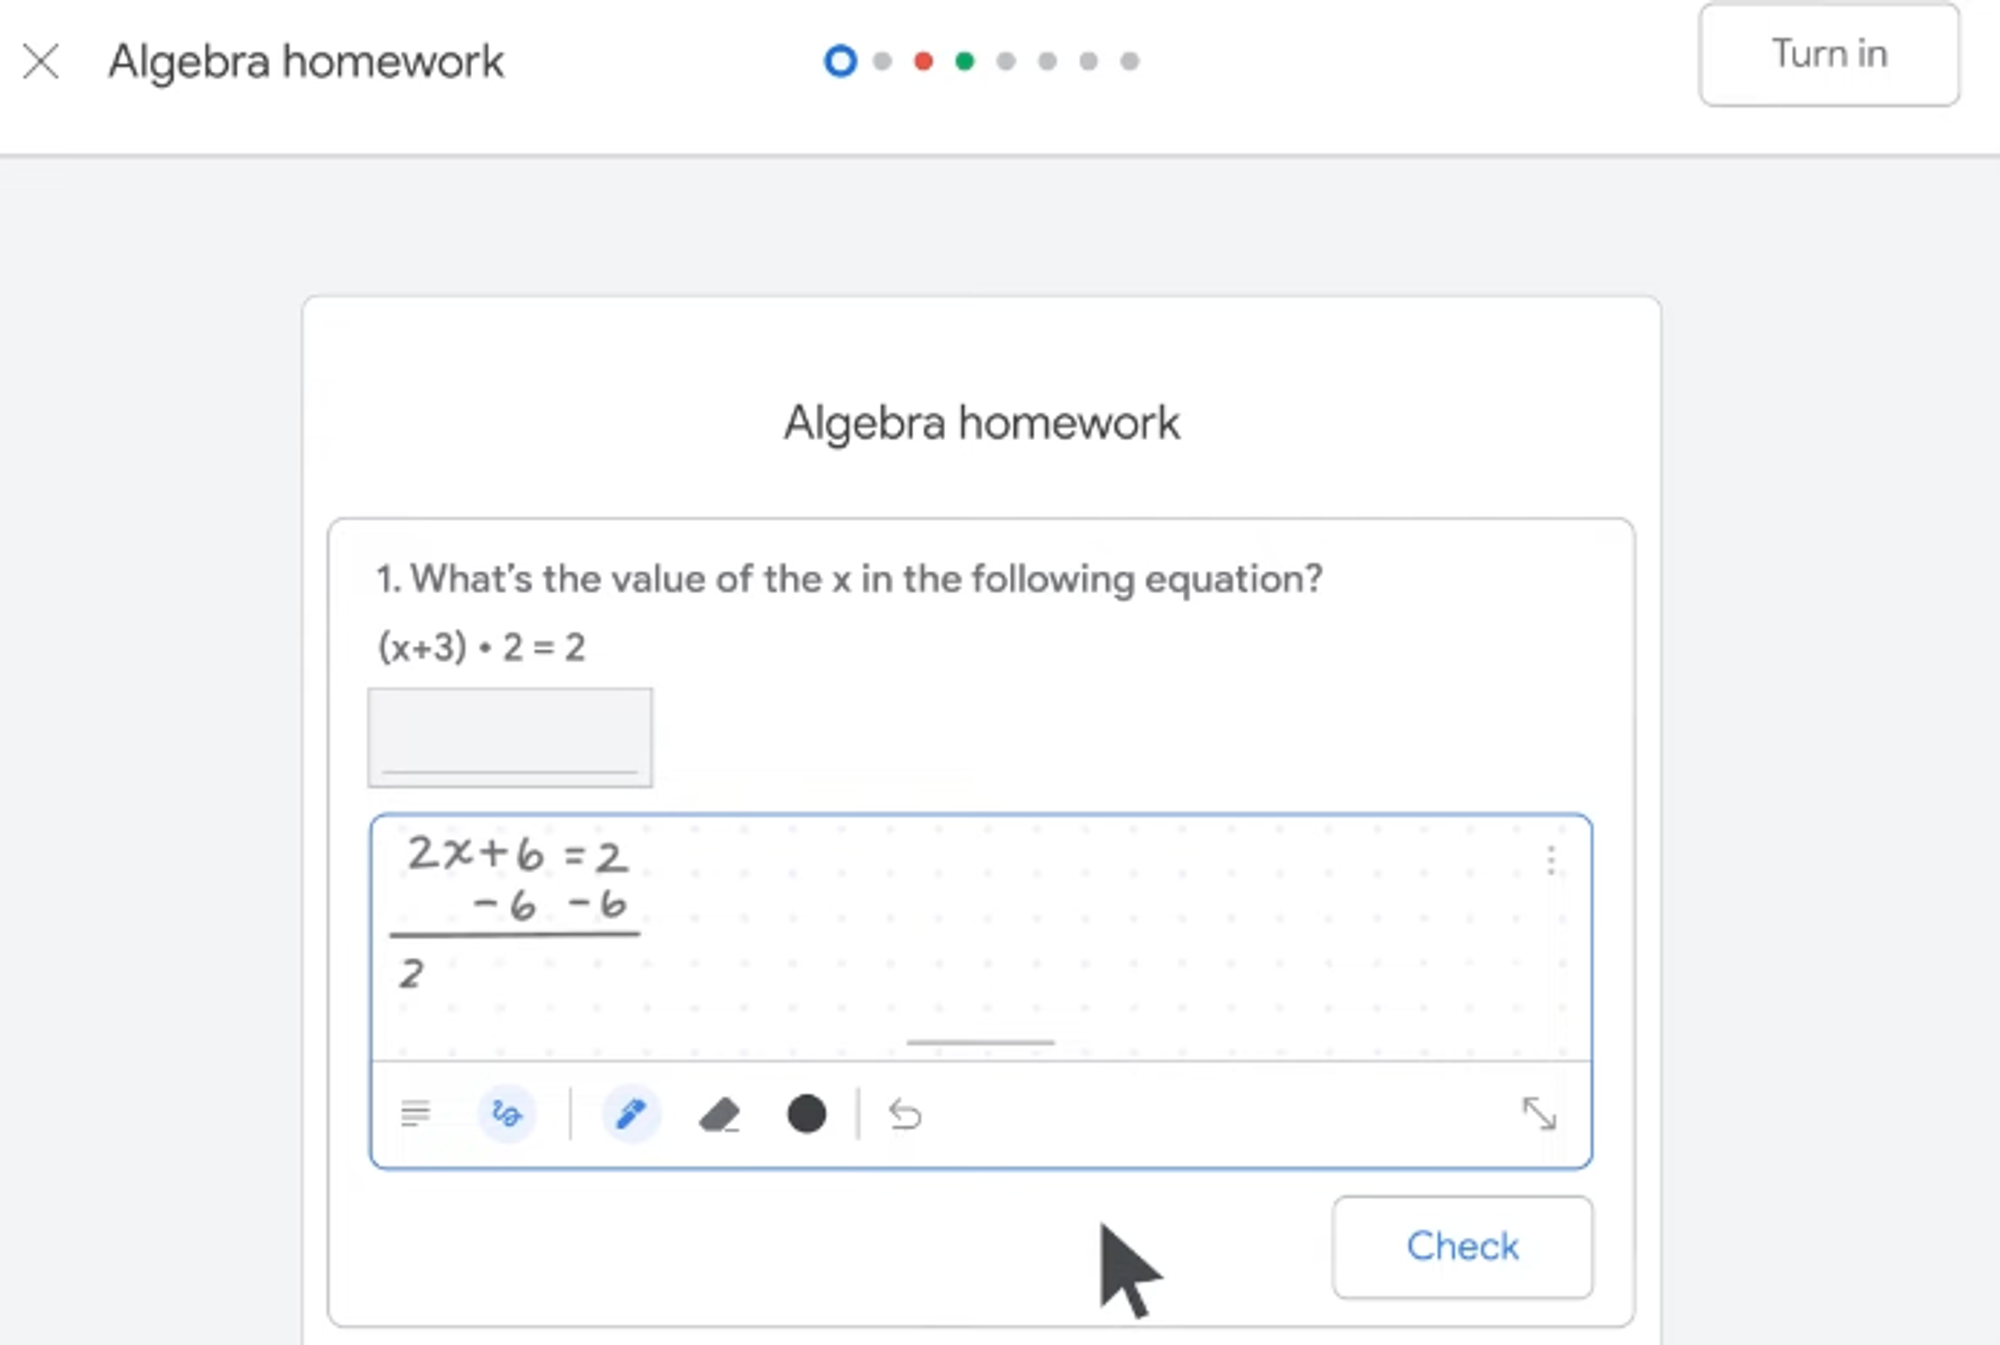 Algebra homework
Turn in
Algebra homework
1. What's the value of the x in the following equation?
(x+3) • 2 = 2
2x+6 = 2
-6 -6
2
Check